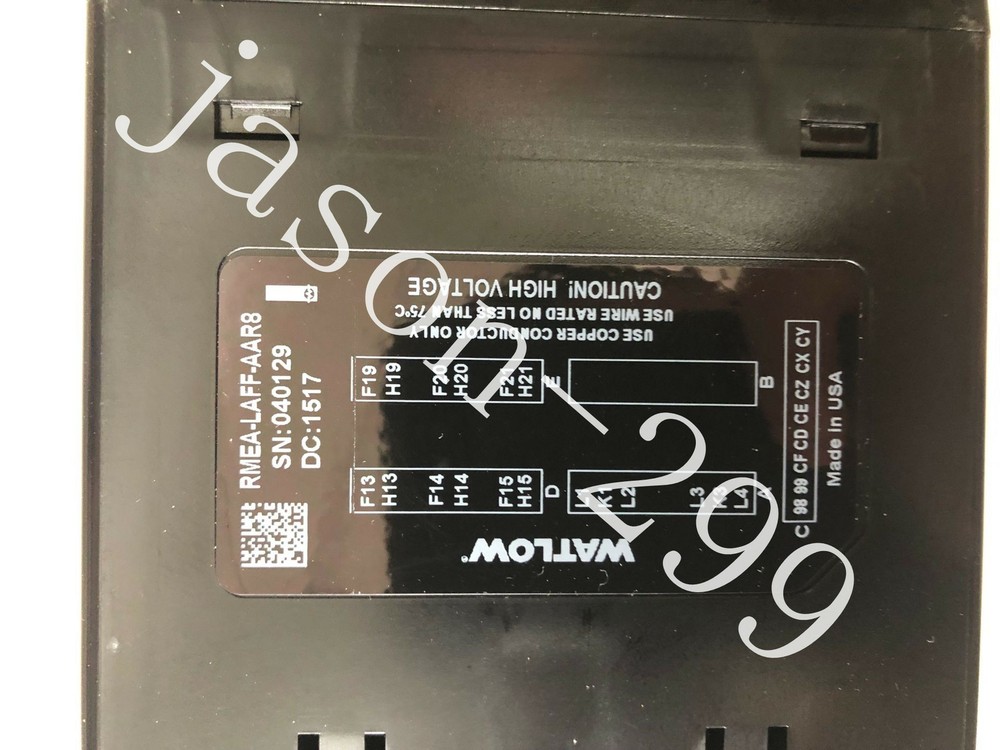 jason-299
WATLOW®
USE COPPER CONDUCTOR ONLY
USE WIRE RATED NO LESS THAN 75°C
CAUTION! HIGH VOLTAGE
RMEA-LAFF-AAR8
SN:040129
DC:1517
F19
H19
F20
H20
F21
H21
E
F13
H13
F14
H14
F15
H15
D
B
K1
L2
L3
K3
L4
A
C 98 99 CF CD CE CZ CX CY
Made in USA